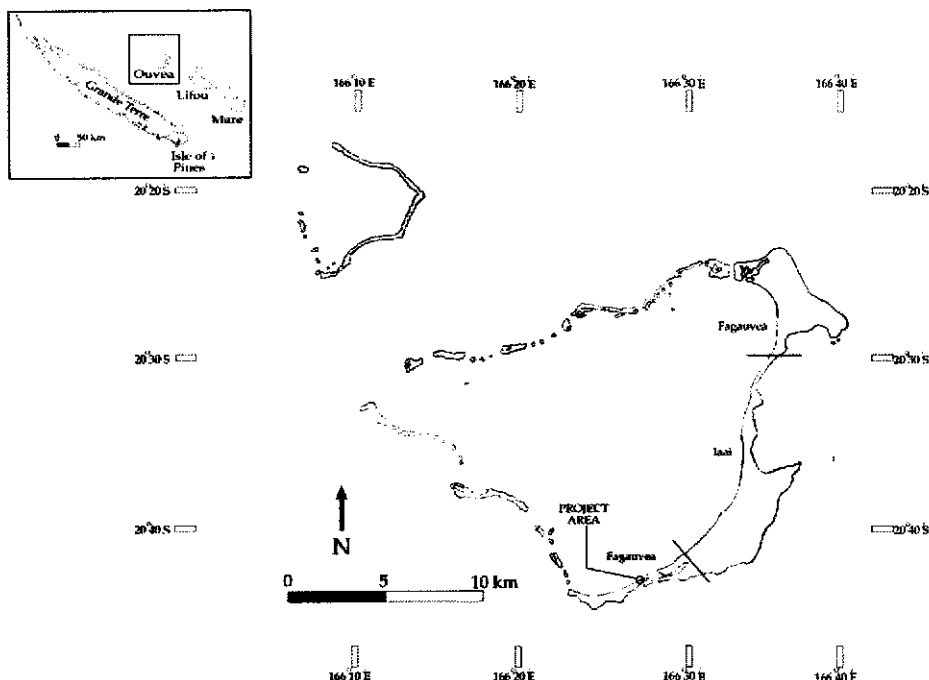 Ouvea
Lifou
Grande Terre
Mare
0 50 km
Isle of
Pines
166°10 E
166°20 E
166°30 E
166°40 E
20°20 S
20°20 S
Fagauvea
20°30 S
20°30 S
Iaai
PROJECT
AREA
20°40 S
20°40 S
N
Fagauvea
0 5 10 km
166°10 E
166°20 E
166°30 E
166°40 E